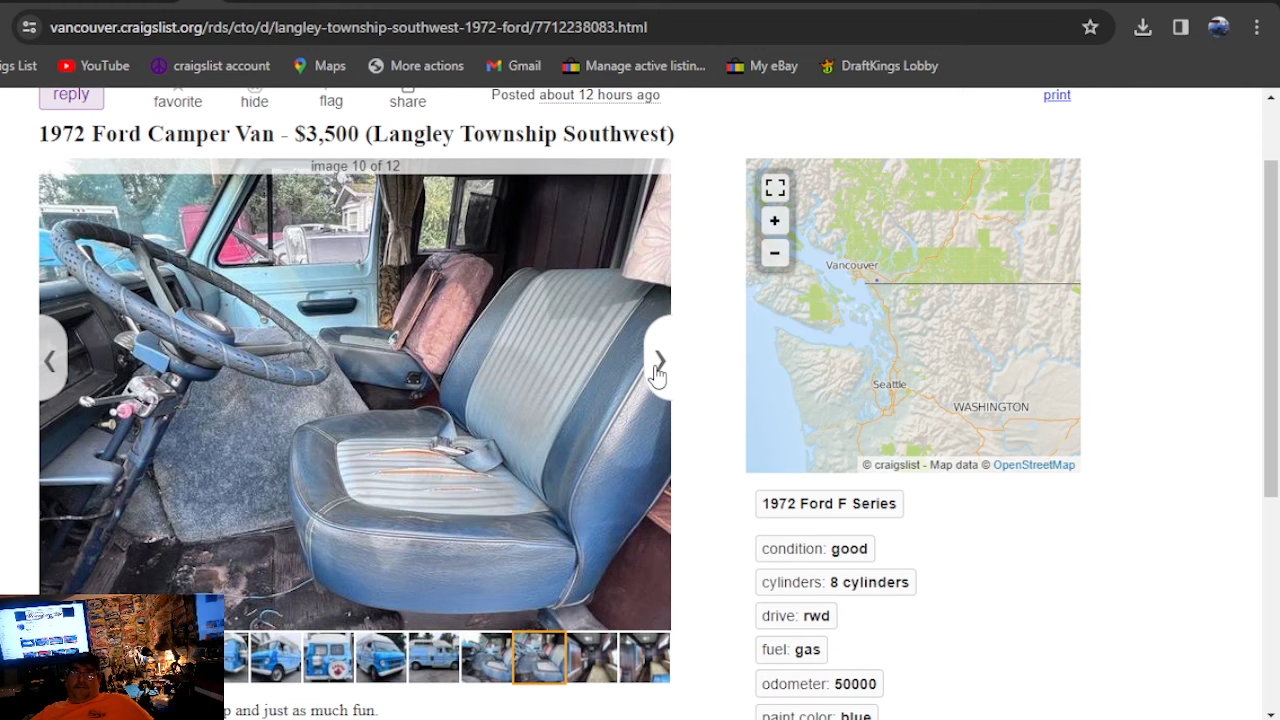 vancouver.craigslist.org/rds/cto/d/langley-township-southwest-1972-ford/7712238083.html
igs List YouTube craigslist account Maps More actions Gmail Manage active listin... My eBay DraftKings Lobby
reply favorite hide flag share Posted about 12 hours ago print
1972 Ford Camper Van - $3,500 (Langley Township Southwest)
image 10 of 12
Vancouver
Seattle
WASHINGTON
© craigslist - Map data © OpenStreetMap
1972 Ford F Series
condition: good
cylinders: 8 cylinders
drive: rwd
fuel: gas
odometer: 50000
paint color: blue
p and just as much fun.